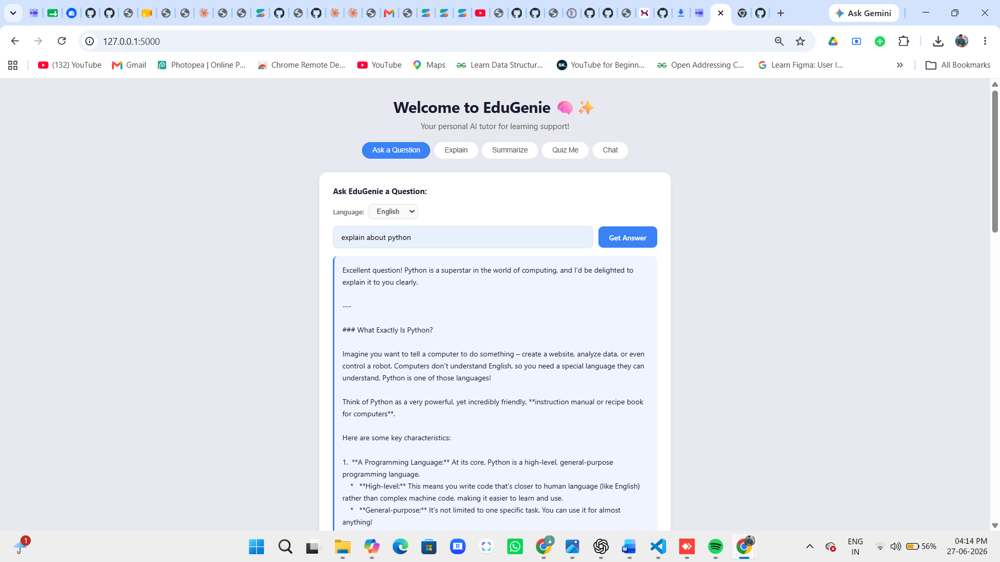 Ask Gemini
127.0.0.1:5000
(132) YouTube
Gmail
Photopea | Online P...
Chrome Remote De...
YouTube
Maps
Learn Data Structur...
SK.
YouTube for Beginn...
Open Addressing C...
Learn Figma: User I...
All Bookmarks
Welcome to EduGenie 🧠 ✨
Your personal AI tutor for learning support!
Ask a Question
Explain
Summarize
Quiz Me
Chat
Ask EduGenie a Question:
Language: English
explain about python
Get Answer
Excellent question! Python is a superstar in the world of computing, and I'd be delighted to
explain it to you clearly.
---
### What Exactly Is Python?
Imagine you want to tell a computer to do something – create a website, analyze data, or even
control a robot. Computers don't understand English, so you need a special language they can
understand. Python is one of those languages!
Think of Python as a very powerful, yet incredibly friendly, **instruction manual or recipe book
for computers**.
Here are some key characteristics:
1.  **A Programming Language:** At its core, Python is a high-level, general-purpose
programming language.
*   **High-level:** This means you write code that's closer to human language (like English)
rather than complex machine code, making it easier to learn and use.
*   **General-purpose:** It's not limited to one specific task. You can use it for almost
anything!
1
ENG
IN
56%
04:14 PM
27-06-2026